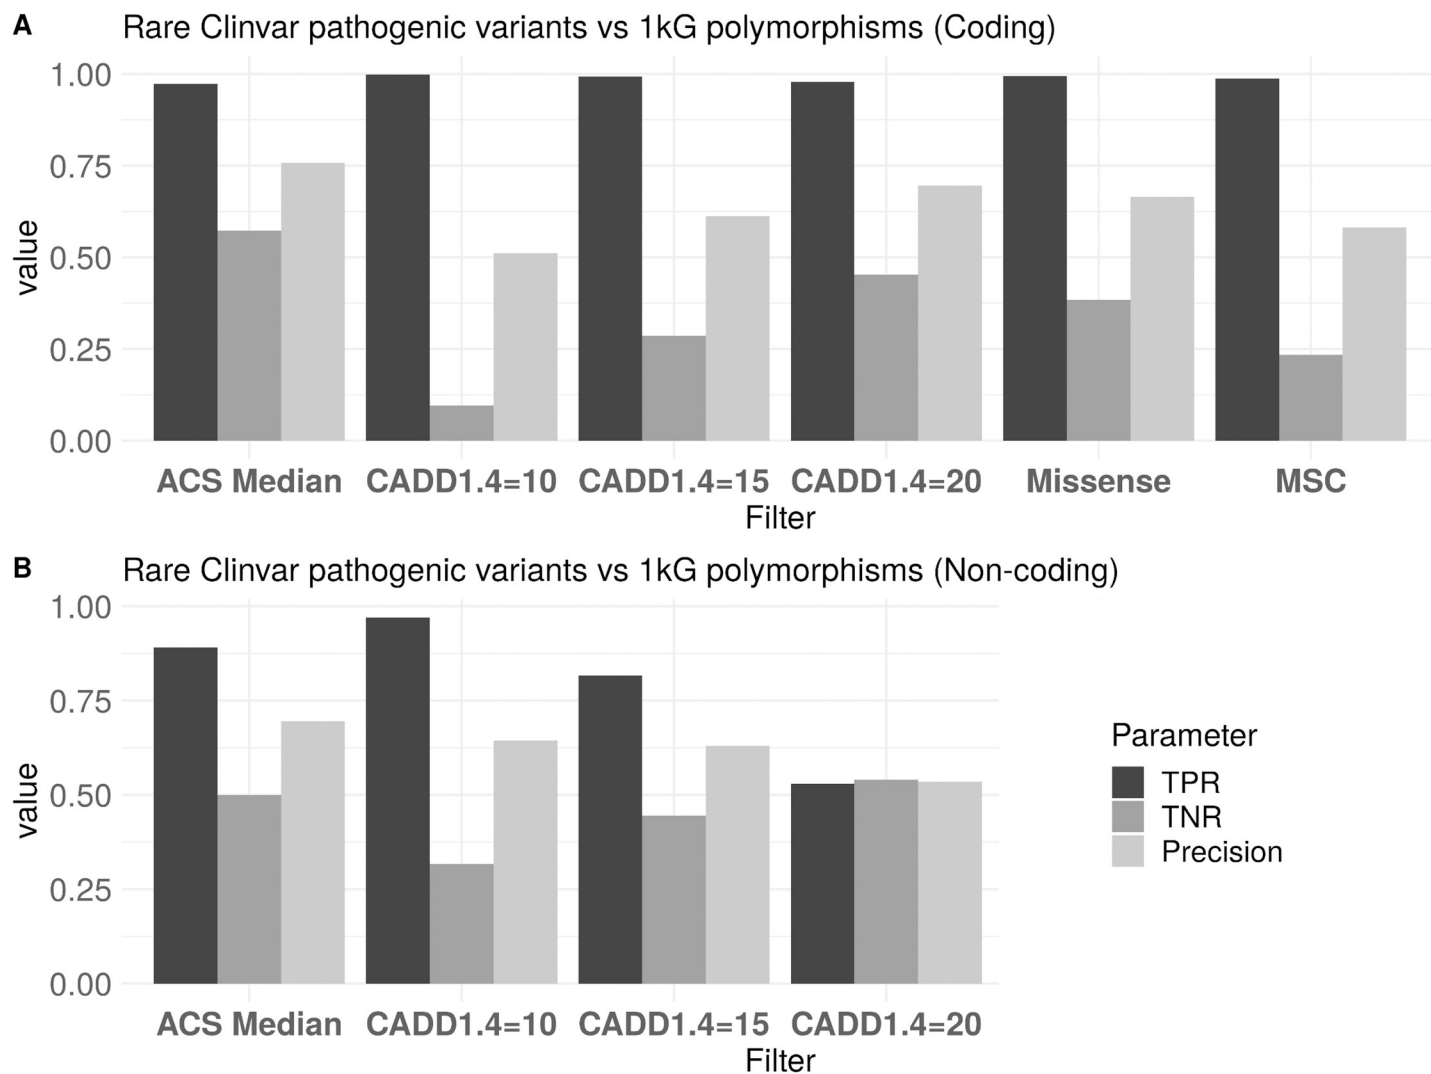 A
Rare Clinvar pathogenic variants vs 1kG polymorphisms (Coding)
1.00
0.75
0.50
0.25
0.00
value
ACS Median CADD1.4=10 CADD1.4=15 CADD1.4=20 Missense MSC
Filter
B
Rare Clinvar pathogenic variants vs 1kG polymorphisms (Non-coding)
1.00
0.75
0.50
0.25
0.00
value
ACS Median CADD1.4=10 CADD1.4=15 CADD1.4=20
Filter
Parameter
TPR
TNR
Precision